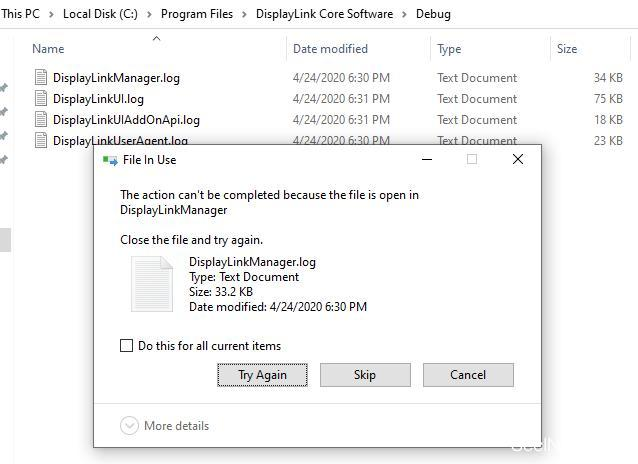 This PC > Local Disk (C:) > Program Files > DisplayLink Core Software > Debug
Name Date modified Type Size
DisplayLinkManager.log 4/24/2020 6:30 PM Text Document 34 KB
DisplayLinkUI.log 4/24/2020 6:31 PM Text Document 75 KB
DisplayLinkUIAddOnApi.log 4/24/2020 6:31 PM Text Document 18 KB
DisplayLinkUserAgent.log 4/24/2020 6:30 PM Text Document 23 KB
File In Use
The action can't be completed because the file is open in
DisplayLinkManager
Close the file and try again.
DisplayLinkManager.log
Type: Text Document
Size: 33.2 KB
Date modified: 4/24/2020 6:30 PM
Do this for all current items
Try Again Skip Cancel
More details